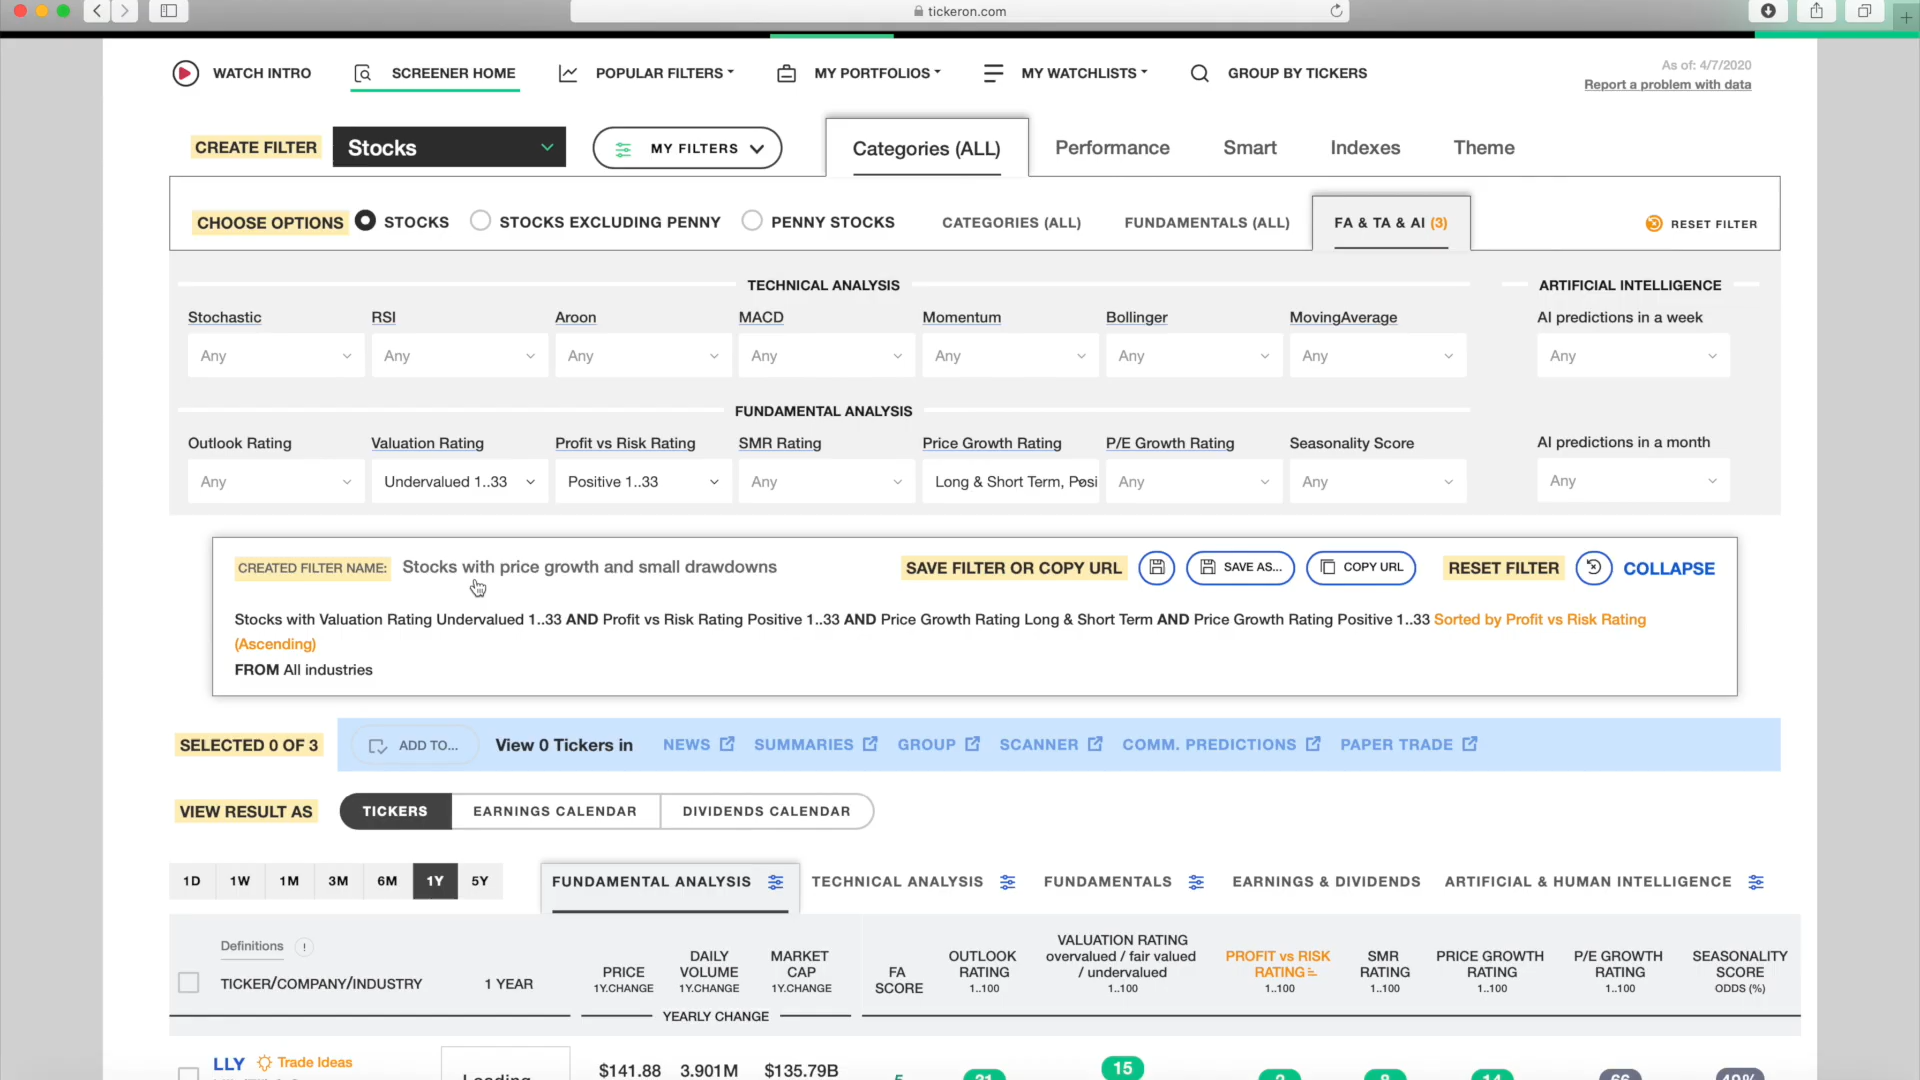 tickeron.com
WATCH INTRO SCREENER HOME POPULAR FILTERS MY PORTFOLIOS MY WATCHLISTS GROUP BY TICKERS
As of: 4/7/2020
Report a problem with data
CREATE FILTER Stocks MY FILTERS Categories (ALL) Performance Smart Indexes Theme
CHOOSE OPTIONS STOCKS STOCKS EXCLUDING PENNY PENNY STOCKS CATEGORIES (ALL) FUNDAMENTALS (ALL) FA & TA & AI (3) RESET FILTER
TECHNICAL ANALYSIS ARTIFICIAL INTELLIGENCE
Stochastic RSI Aroon MACD Momentum Bollinger MovingAverage AI predictions in a week
Any Any Any Any Any Any Any Any
FUNDAMENTAL ANALYSIS
Outlook Rating Valuation Rating Profit vs Risk Rating SMR Rating Price Growth Rating P/E Growth Rating Seasonality Score AI predictions in a month
Any Undervalued 1..33 Positive 1..33 Any Long & Short Term, Posi Any Any Any
CREATED FILTER NAME: Stocks with price growth and small drawdowns SAVE FILTER OR COPY URL SAVE AS... COPY URL RESET FILTER COLLAPSE
Stocks with Valuation Rating Undervalued 1..33 AND Profit vs Risk Rating Positive 1..33 AND Price Growth Rating Long & Short Term AND Price Growth Rating Positive 1..33 Sorted by Profit vs Risk Rating
(Ascending)
FROM All industries
SELECTED 0 OF 3 ADD TO... View 0 Tickers in NEWS SUMMARIES GROUP SCANNER COMM. PREDICTIONS PAPER TRADE
VIEW RESULT AS TICKERS EARNINGS CALENDAR DIVIDENDS CALENDAR
1D 1W 1M 3M 6M 1Y 5Y FUNDAMENTAL ANALYSIS TECHNICAL ANALYSIS FUNDAMENTALS EARNINGS & DIVIDENDS ARTIFICIAL & HUMAN INTELLIGENCE
Definitions !
TICKER/COMPANY/INDUSTRY 1 YEAR
PRICE
1Y.CHANGE
DAILY
VOLUME
1Y.CHANGE
MARKET
CAP
1Y.CHANGE
YEARLY CHANGE
FA
SCORE
OUTLOOK
RATING
1..100
VALUATION RATING
overvalued / fair valued
/ undervalued
1..100
PROFIT vs RISK
RATING
1..100
SMR
RATING
1..100
PRICE GROWTH
RATING
1..100
P/E GROWTH
RATING
1..100
SEASONALITY
SCORE
ODDS (%)
LLY Trade Ideas $141.88 3.901M $135.79B 15